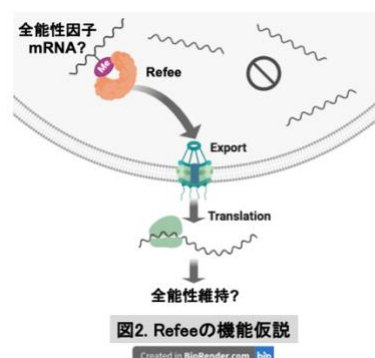 全能性因子
mRNA?
Me
Refee
Export
Translation
全能性維持?
図2. Refeeの機能仮説
Created in BioRender.com bio